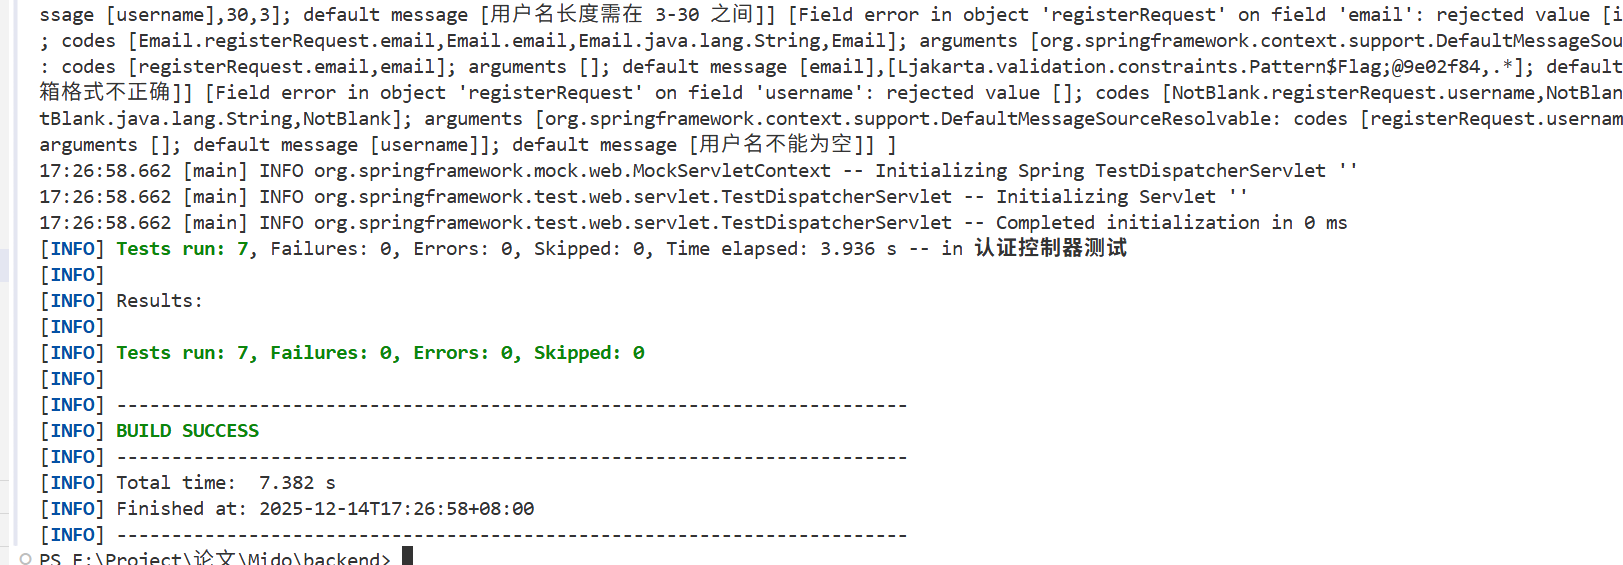 ssage [username],30,3]; default message [用户名长度需在 3-30 之间]] [Field error in object 'registerRequest' on field 'email': rejected value [i
; codes [Email.registerRequest.email,Email.email,Email.java.lang.String,Email]; arguments [org.springframework.context.support.DefaultMessageSou
: codes [registerRequest.email,email]; arguments []; default message [email],[Ljakarta.validation.constraints.Pattern$Flag;@9e02f84,.*]; default
箱格式不正确]] [Field error in object 'registerRequest' on field 'username': rejected value []; codes [NotBlank.registerRequest.username,NotBlan
tBlank.java.lang.String,NotBlank]; arguments [org.springframework.context.support.DefaultMessageSourceResolvable: codes [registerRequest.usernam
arguments []; default message [username]]; default message [用户名不能为空]] ]
17:26:58.662 [main] INFO org.springframework.mock.web.MockServletContext -- Initializing Spring TestDispatcherServlet ''
17:26:58.662 [main] INFO org.springframework.test.web.servlet.TestDispatcherServlet -- Initializing Servlet ''
17:26:58.662 [main] INFO org.springframework.test.web.servlet.TestDispatcherServlet -- Completed initialization in 0 ms
[INFO] Tests run: 7, Failures: 0, Errors: 0, Skipped: 0, Time elapsed: 3.936 s -- in 认证控制器测试
[INFO]
[INFO] Results:
[INFO]
[INFO] Tests run: 7, Failures: 0, Errors: 0, Skipped: 0
[INFO]
[INFO] ------------------------------------------------------------------------
[INFO] BUILD SUCCESS
[INFO] ------------------------------------------------------------------------
[INFO] Total time:  7.382 s
[INFO] Finished at: 2025-12-14T17:26:58+08:00
[INFO] ------------------------------------------------------------------------
PS E:\Project\论文\Mido\backend>